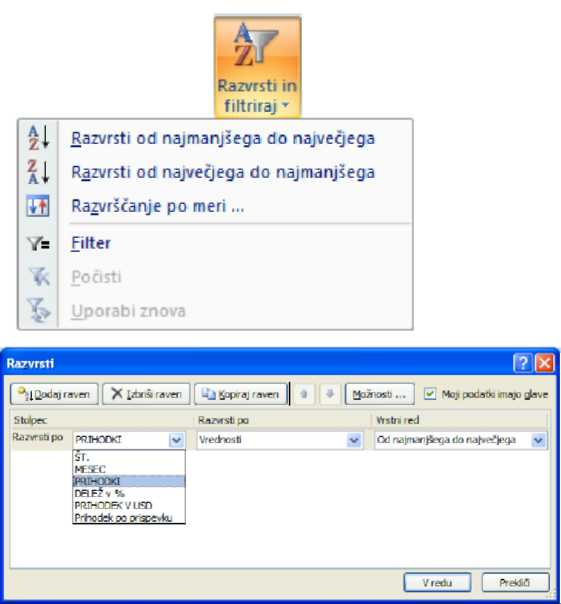 Razvrsti in
filtriraj
Razvrsti od najmanjšega do največjega
Razvrsti od največjega do najmanjšega
Razvrščanje po meri ...
Filter
Počisti
Uporabi znova
Razvrsti
Dodaj raven Izbriši raven Kopiraj raven Možnosti ... Moji podatki imajo glave
Stolpec Razvrsti po Vrstni red
Razvrsti po PRIHODKI Vrednosti Od najmanjšega do največjega
ŠT.
MESEC
PRIHODKI
DELEŽ v %
PRIHODEK V USD
Prihodek po prispevku
V redu Prekliči